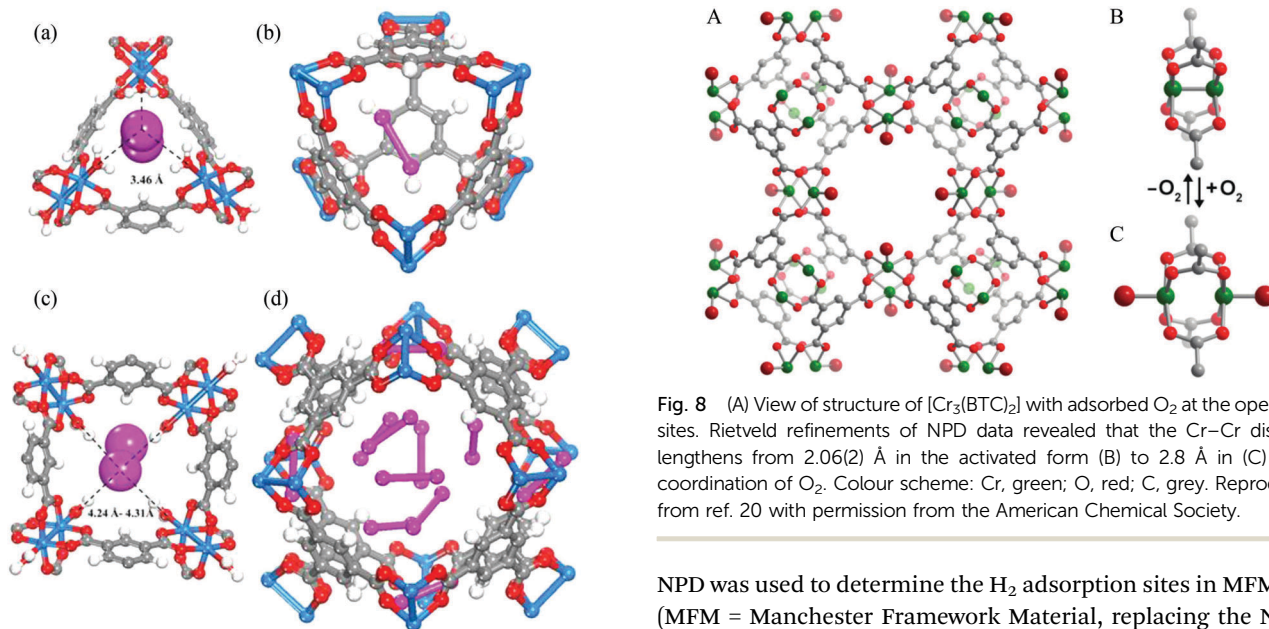 (a)
3.46 Å
(b)
(c)
4.24 Å- 4.31Å
(d)
A
B
−O₂ +O₂
C
Fig. 8 (A) View of structure of [Cr₃(BTC)₂] with adsorbed O₂ at the
sites. Rietveld refinements of NPD data revealed that the Cr–Cr
lengthens from 2.06(2) Å in the activated form (B) to 2.8 Å in (C)
coordination of O₂. Colour scheme: Cr, green; O, red; C, grey.
from ref. 20 with permission from the American Chemical Society.
NPD was used to determine the H₂ adsorption sites in MFM
(MFM = Manchester Framework Material, replacing the N